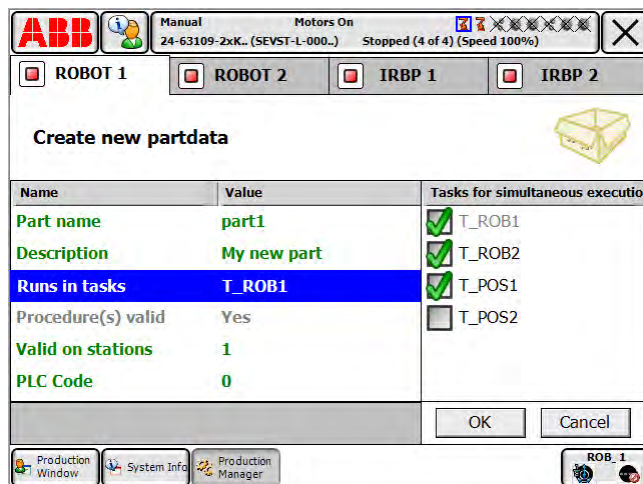 ABB
Manual Motors On
24-63109-2xK.. (SEVST-L-000..) Stopped (4 of 4) (Speed 100%)
ROBOT 1 ROBOT 2 IRBP 1 IRBP 2
Create new partdata
Name Value Tasks for simultaneous executio
Part name part1 T_ROB1
Description My new part T_ROB2
Runs in tasks T_ROB1 T_POS1
Procedure(s) valid Yes T_POS2
Valid on stations 1
PLC Code 0
OK Cancel
Production Window System Info Production Manager ROB_1